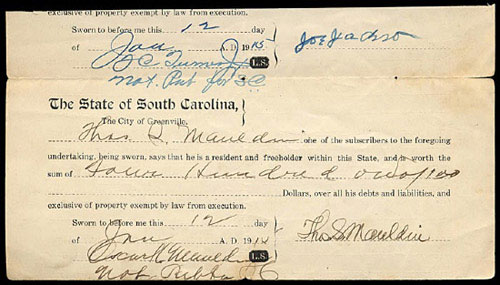 exclusive of property exempt by law from execution.
Sworn to before me this 12 day
of Jan A. D. 1915 Joe Jackso
L.S.
Not. Pub for S.C.
The State of South Carolina,
The City of Greenville.
Thos S. Mauldin one of the subscribers to the foregoing
undertaking, being sworn, says that he is a resident and freeholder within this State, and is worth the
sum of Four Hundred
Dollars, over all his debts and liabilities, and
exclusive of property exempt by law from execution.
Sworn to before me this 12 day
of Jan A. D. 191 Thos S Mauldin
Oscar K Mauldin L.S.
Not